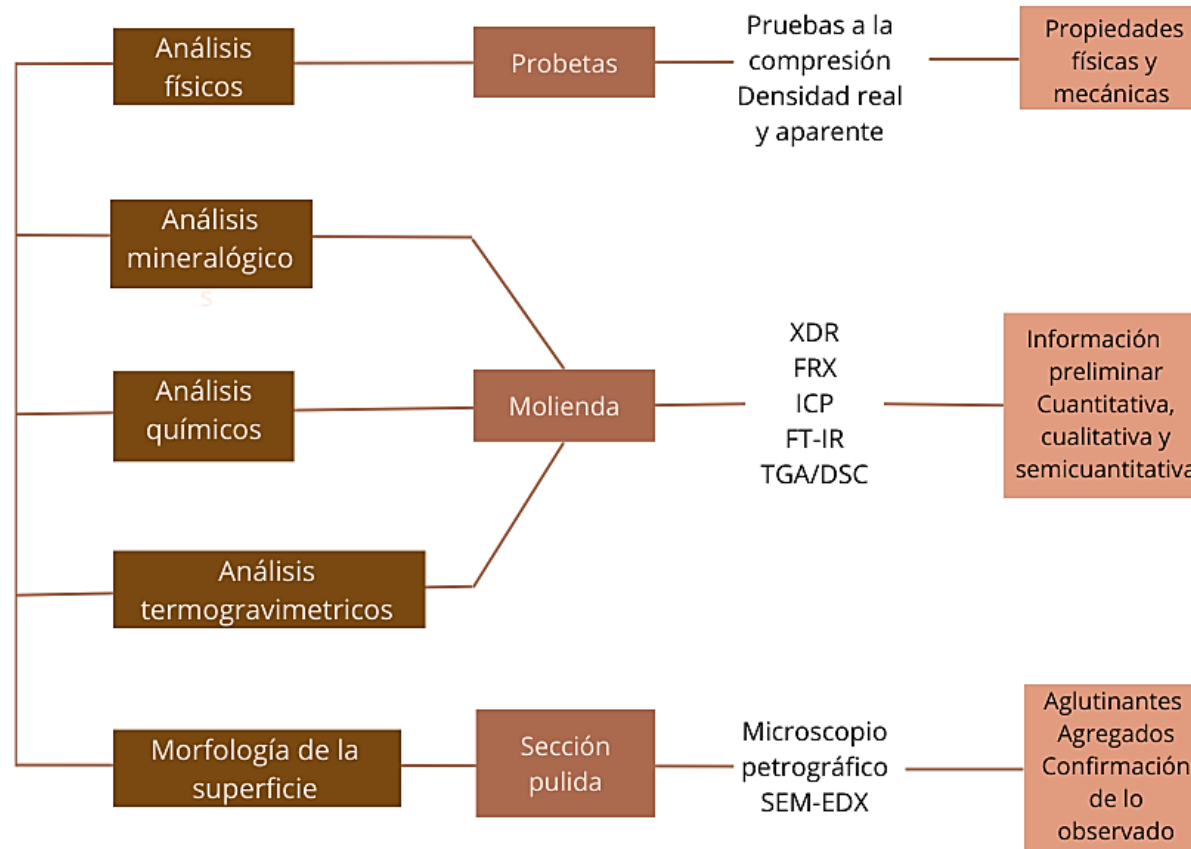 Análisis
físicos
Probetas
Pruebas a la
compresión
Densidad real
y aparente
Propiedades
físicas y
mecánicas
Análisis
mineralógico
s
Análisis
químicos
Molienda
XDR
FRX
ICP
FT-IR
TGA/DSC
Información
preliminar
Cuantitativa,
cualitativa y
semicuantitativa
Análisis
termogravimetricos
Morfología de la
superficie
Sección
pulida
Microscopio
petrográfico
SEM-EDX
Aglutinantes
Agregados
Confirmación
de lo
observado